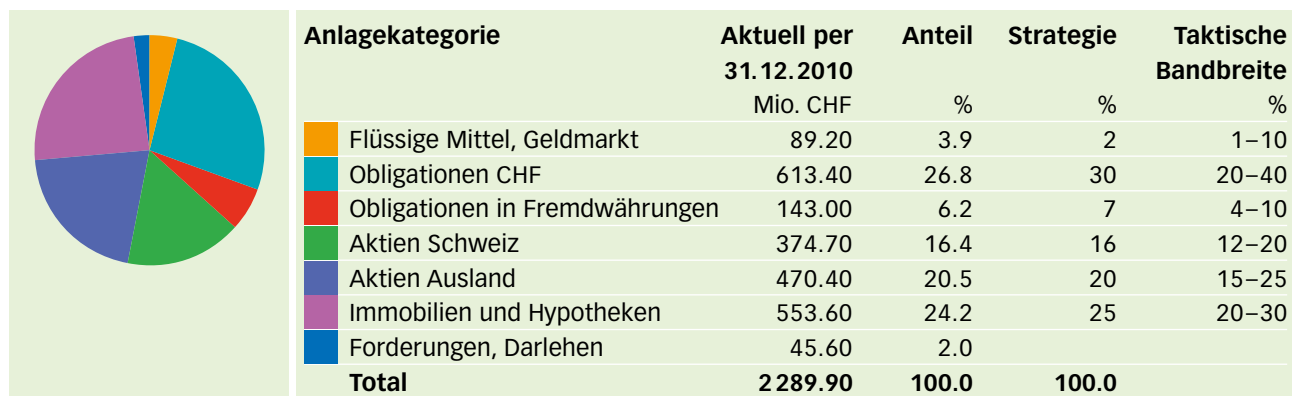 Anlagekategorie Aktuell per Anteil Strategie Taktische
31.12.2010 Bandbreite
Mio. CHF % % %
Flüssige Mittel, Geldmarkt 89.20 3.9 2 1–10
Obligationen CHF 613.40 26.8 30 20–40
Obligationen in Fremdwährungen 143.00 6.2 7 4–10
Aktien Schweiz 374.70 16.4 16 12–20
Aktien Ausland 470.40 20.5 20 15–25
Immobilien und Hypotheken 553.60 24.2 25 20–30
Forderungen, Darlehen 45.60 2.0
Total 2 289.90 100.0 100.0